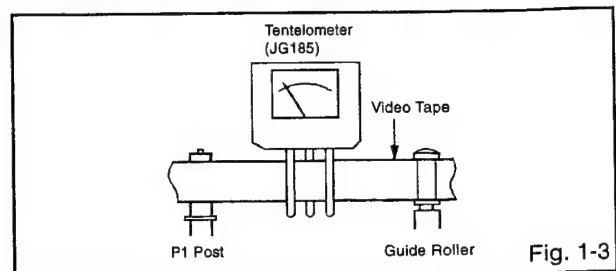 Tentelometer
(JG185)
Video Tape
P1 Post
Guide Roller
Fig. 1-3